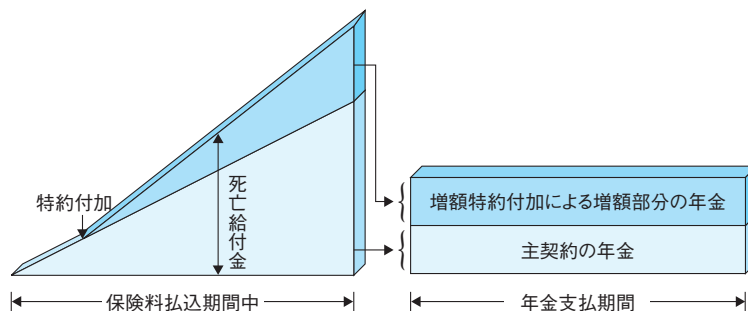 特約付加
死亡給付金
増額特約付加による増額部分の年金
主契約の年金
保険料払込期間中
年金支払期間